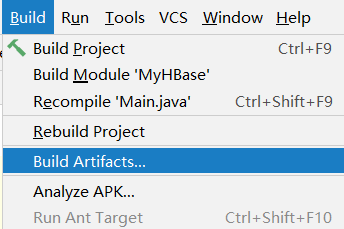 Build Run Tools VCS Window Help
Build Project Ctrl+F9
Build Module 'MyHBase'
Recompile 'Main.java' Ctrl+Shift+F9
Rebuild Project
Build Artifacts...
Analyze APK...
Run Ant Target Ctrl+Shift+F10